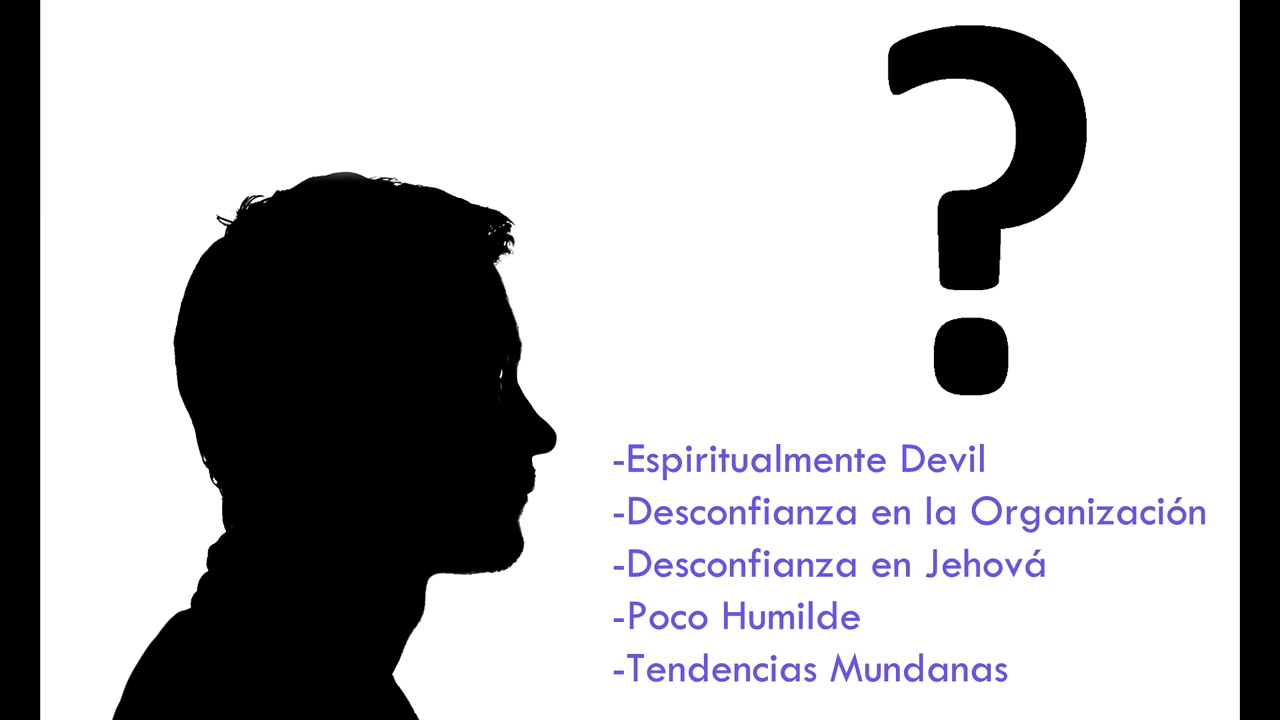 ?
-Espiritualmente Devil
-Desconfianza en la Organización
-Desconfianza en Jehová
-Poco Humilde
-Tendencias Mundanas